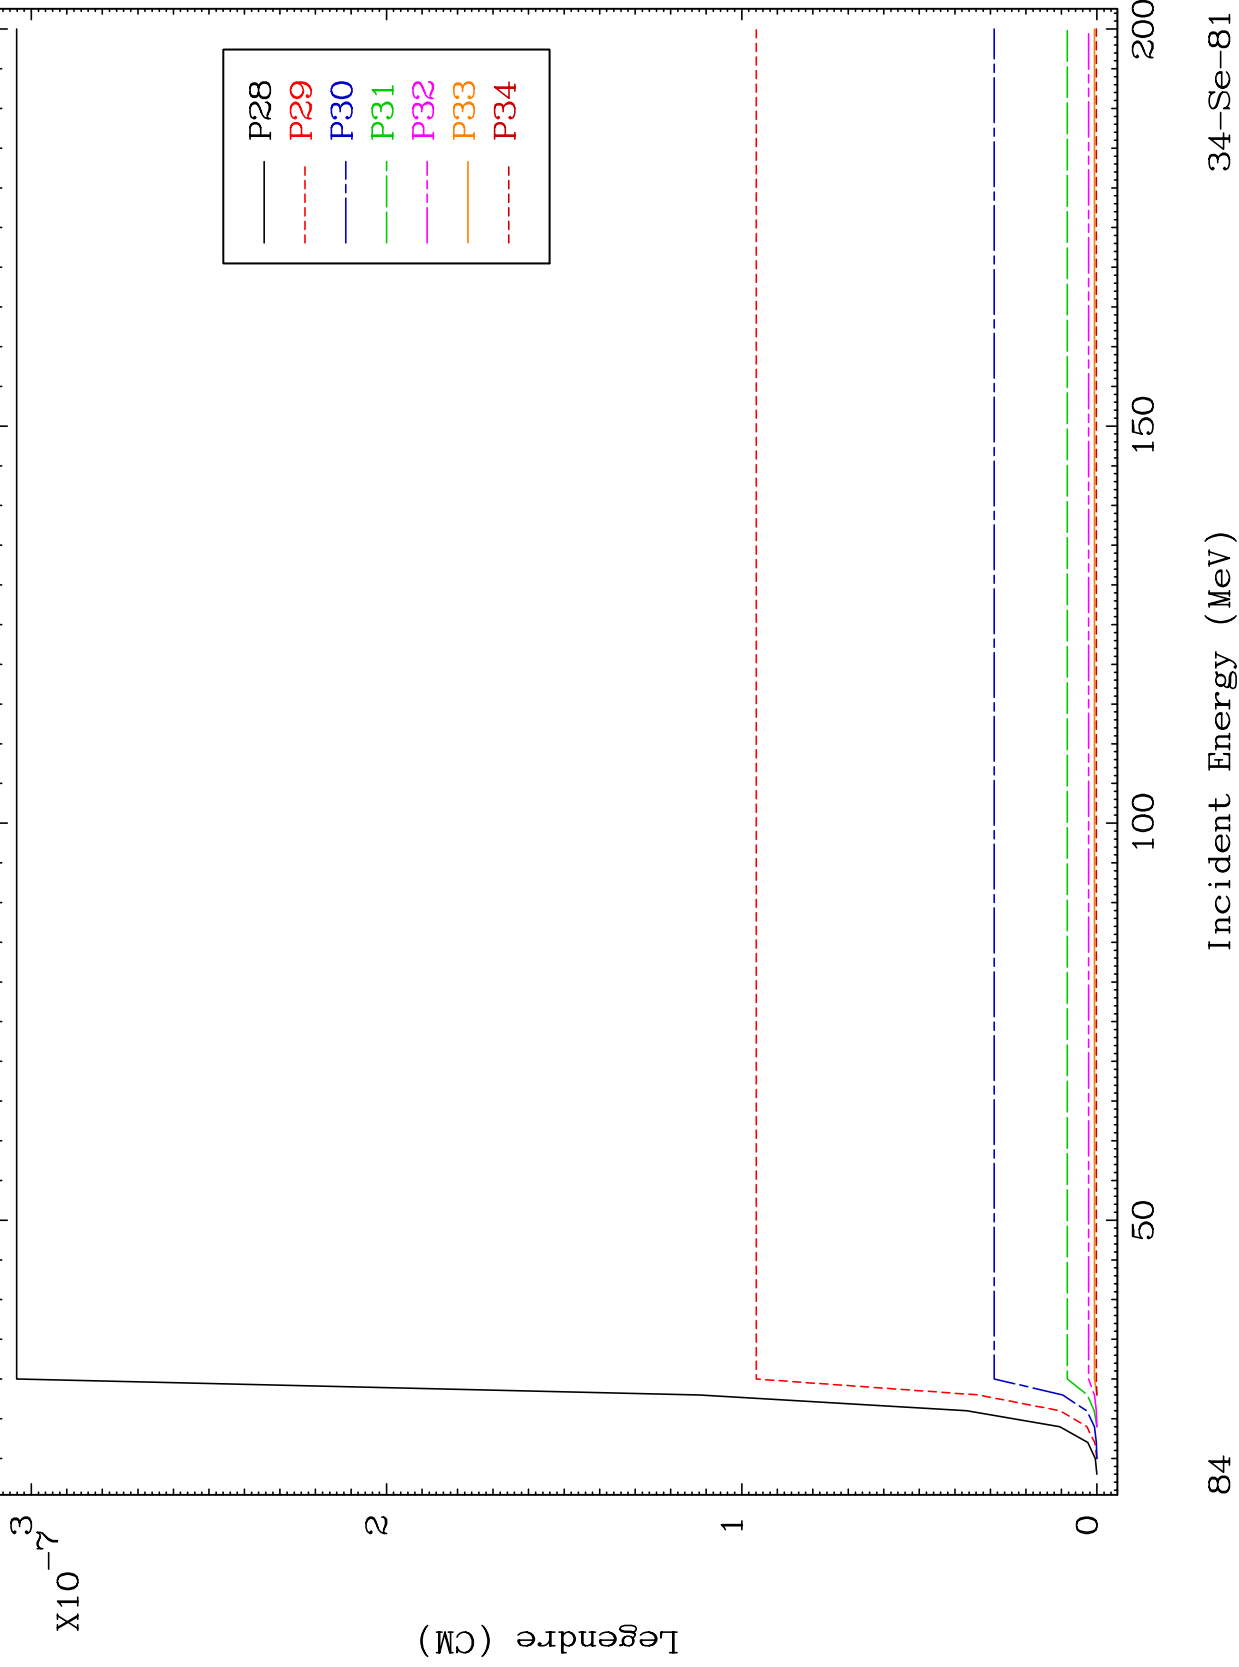 P28
P29
P30
P31
P32
P33
P34
3
2
1
0
X10^-7
Legendre (CM)
50
100
150
200
Incident Energy (MeV)
84
34-Se-81